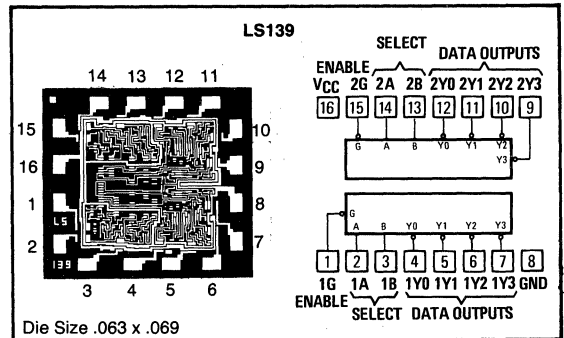 LS139
14 13 12 11
15
16
1
2
10
9
8
7
3 4 5 6
LS
139
Die Size .063 x .069
SELECT DATA OUTPUTS
ENABLE
VCC 2G 2A 2B 2Y0 2Y1 2Y2 2Y3
16 15 14 13 12 11 10 9
G A B Y0 Y1 Y2
Y3
G
A B Y0 Y1 Y2 Y3
1 2 3 4 5 6 7 8
1G 1A 1B 1Y0 1Y1 1Y2 1Y3 GND
ENABLE
SELECT DATA OUTPUTS